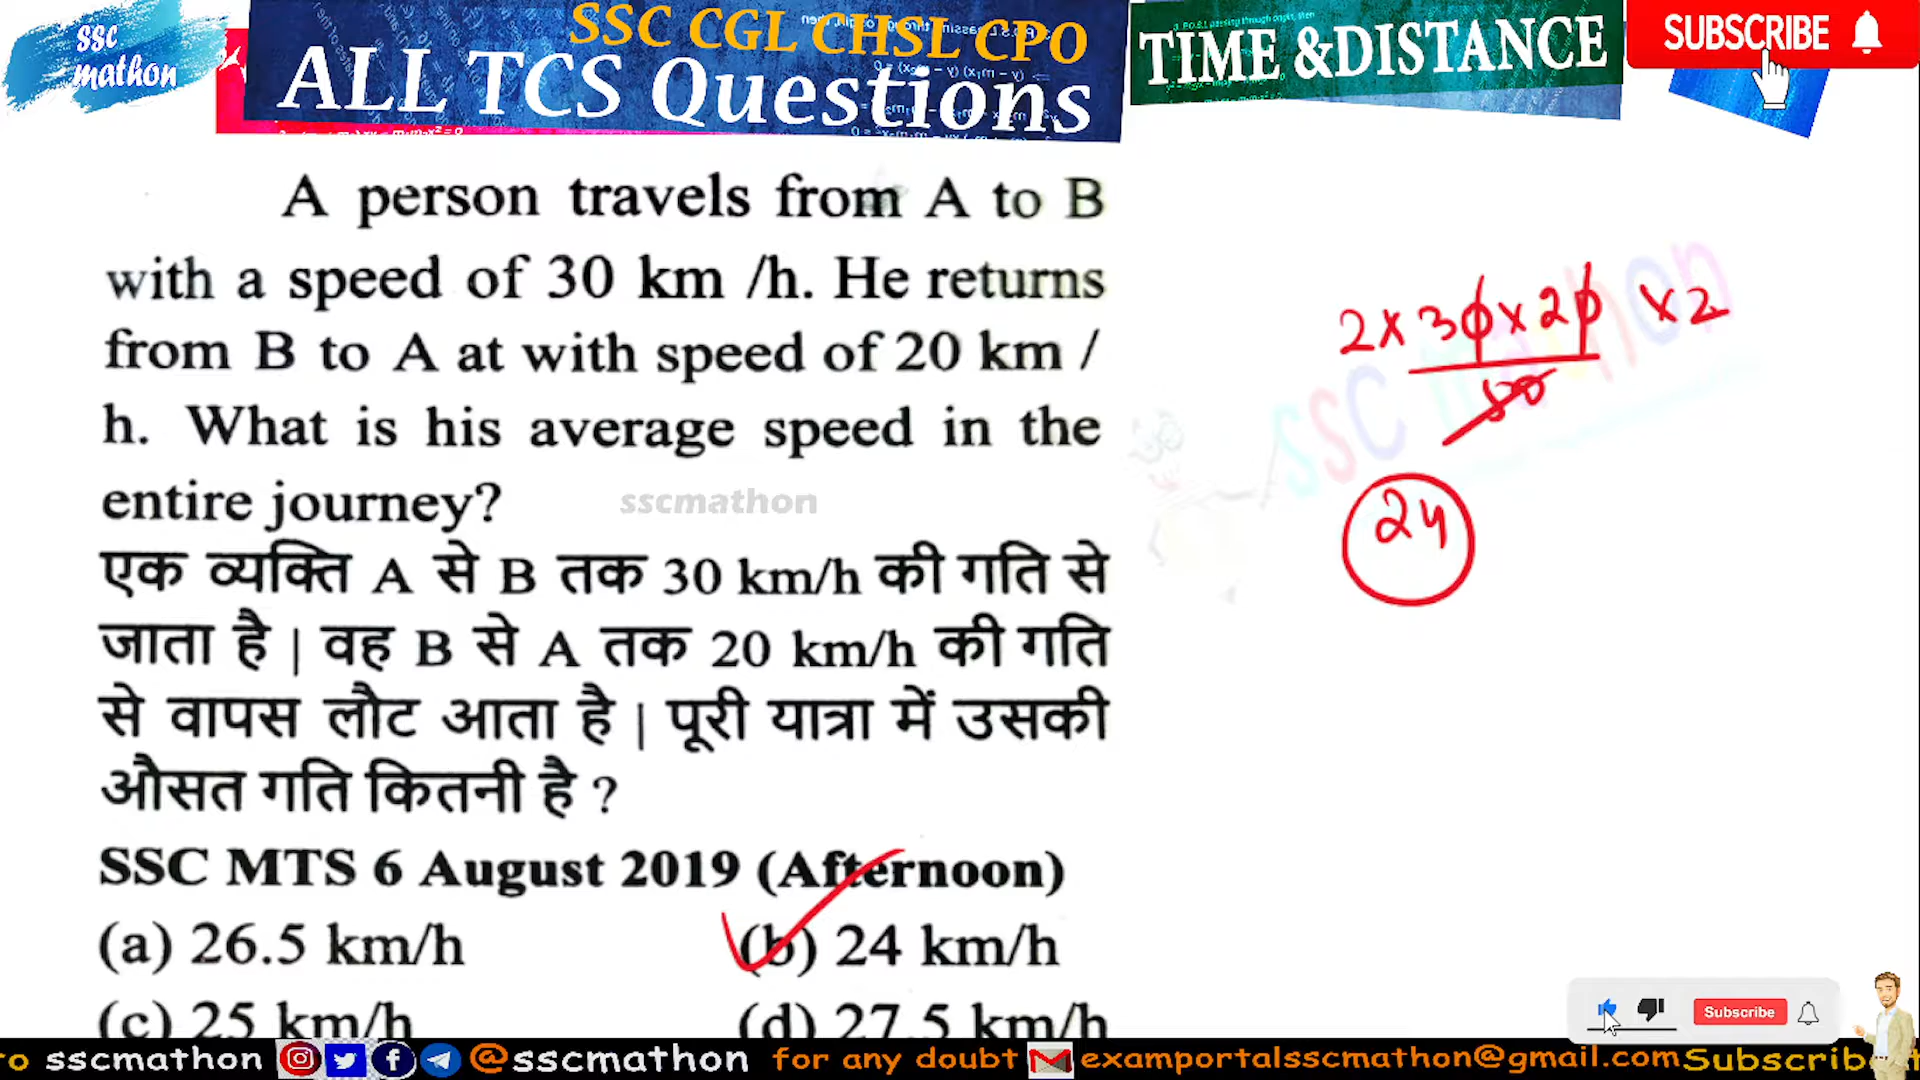 ssc
mathon
SSC CGL CHSL CPO
ALL TCS Questions
TIME &DISTANCE
SUBSCRIBE
A person travels from A to B
with a speed of 30 km /h. He returns
from B to A at with speed of 20 km /
h. What is his average speed in the
entire journey?
sscmathon
एक व्यक्ति A से B तक 30 km/h की गति से
जाता है | वह B से A तक 20 km/h की गति
से वापस लौट आता है | पूरी यात्रा में उसकी
औसत गति कितनी है ?
SSC MTS 6 August 2019 (Afternoon)
(a) 26.5 km/h (b) 24 km/h
(c) 25 km/h (d) 27.5 km/h
2 x 30 x 20 x 2
50
24
SSC mathon
Subscribe
ro sscmathon @sscmathon for any doubt examportalsscmathon@gmail.com Subscrib